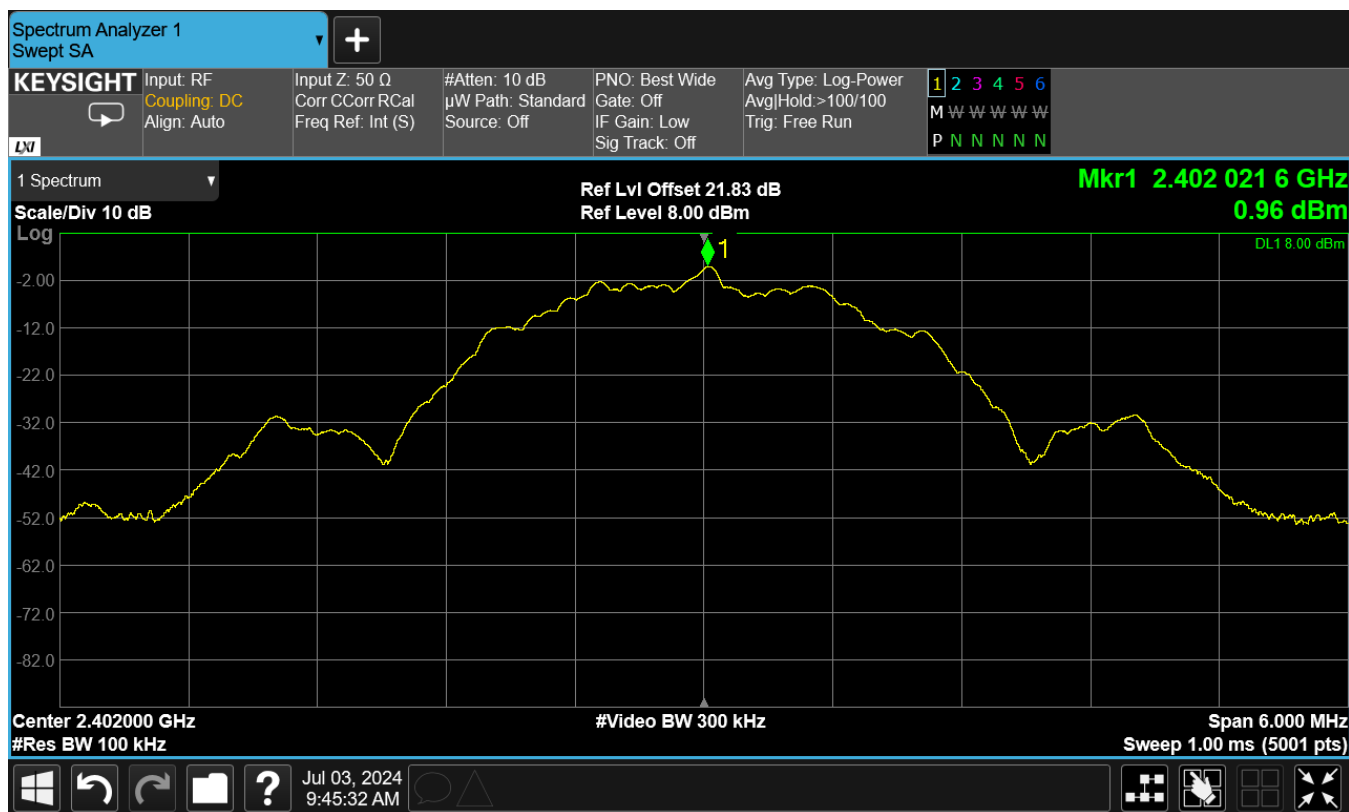 Spectrum Analyzer 1
Swept SA
KEYSIGHT
LXI
Input: RF
Coupling: DC
Align: Auto
Input Z: 50 Ω
Corr CCorr RCal
Freq Ref: Int (S)
#Atten: 10 dB
µW Path: Standard
Source: Off
PNO: Best Wide
Gate: Off
IF Gain: Low
Sig Track: Off
Avg Type: Log-Power
Avg|Hold:>100/100
Trig: Free Run
1 2 3 4 5 6
M W W W W W
P N N N N N
1 Spectrum
Scale/Div 10 dB
Log
Ref Lvl Offset 21.83 dB
Ref Level 8.00 dBm
Mkr1 2.402 021 6 GHz
0.96 dBm
DL1 8.00 dBm
1
-2.00
-12.0
-22.0
-32.0
-42.0
-52.0
-62.0
-72.0
-82.0
Center 2.402000 GHz
#Res BW 100 kHz
#Video BW 300 kHz
Span 6.000 MHz
Sweep 1.00 ms (5001 pts)
?
Jul 03, 2024
9:45:32 AM